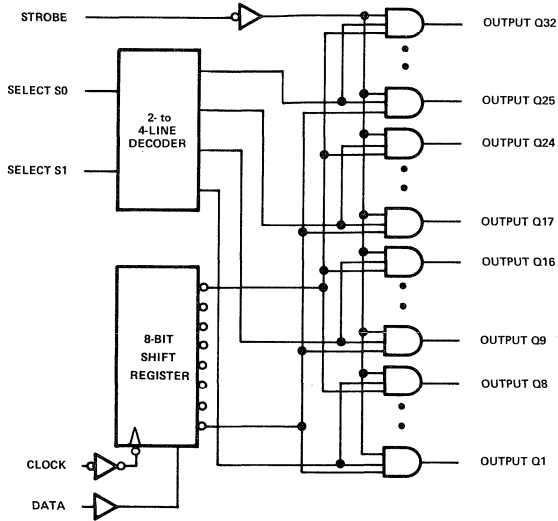 STROBE
OUTPUT Q32
SELECT S0
2- to
4-LINE
DECODER
OUTPUT Q25
OUTPUT Q24
SELECT S1
OUTPUT Q17
OUTPUT Q16
8-BIT
SHIFT
REGISTER
OUTPUT Q9
OUTPUT Q8
CLOCK
OUTPUT Q1
DATA